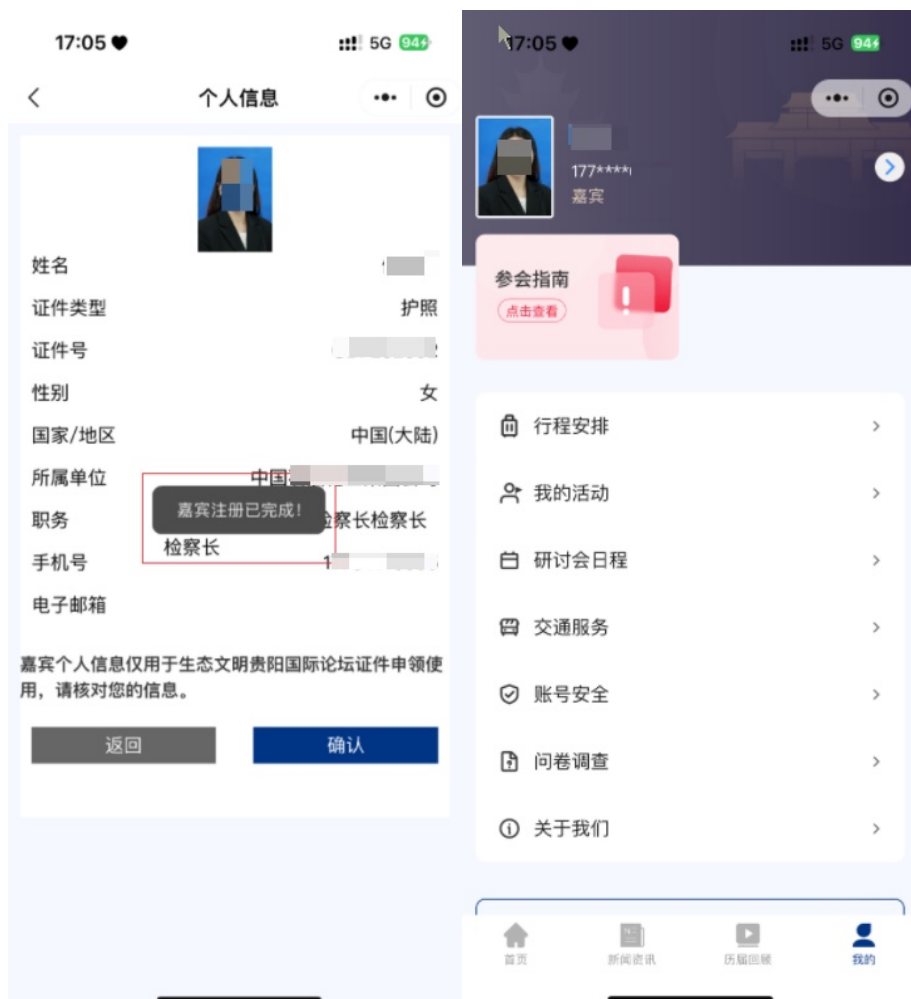 17:05
5G 94
个人信息
姓名
证件类型 护照
证件号
性别 女
国家/地区 中国(大陆)
所属单位 中国
嘉宾注册已完成！
职务 检察长检察长
检察长
手机号 1
电子邮箱
嘉宾个人信息仅用于生态文明贵阳国际论坛证件申领使
用，请核对您的信息。
返回
确认
17:05
5G 94
177****
嘉宾
参会指南
点击查看
行程安排
我的活动
研讨会日程
交通服务
账号安全
问卷调查
关于我们
首页
新闻资讯
历届回顾
我的